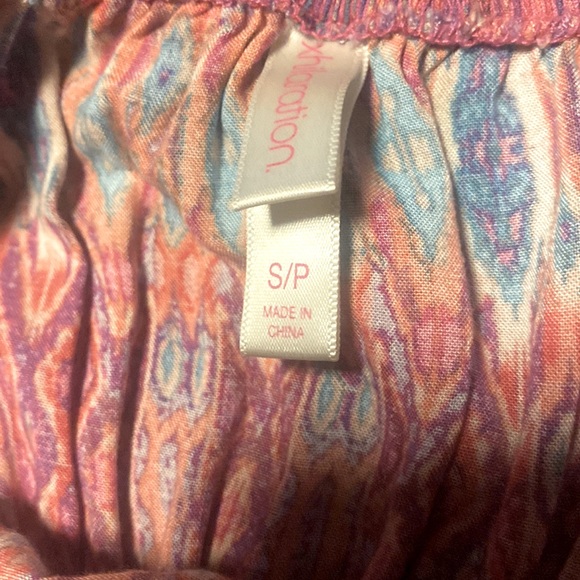 xhilaration.
S/P
MADE IN
CHINA